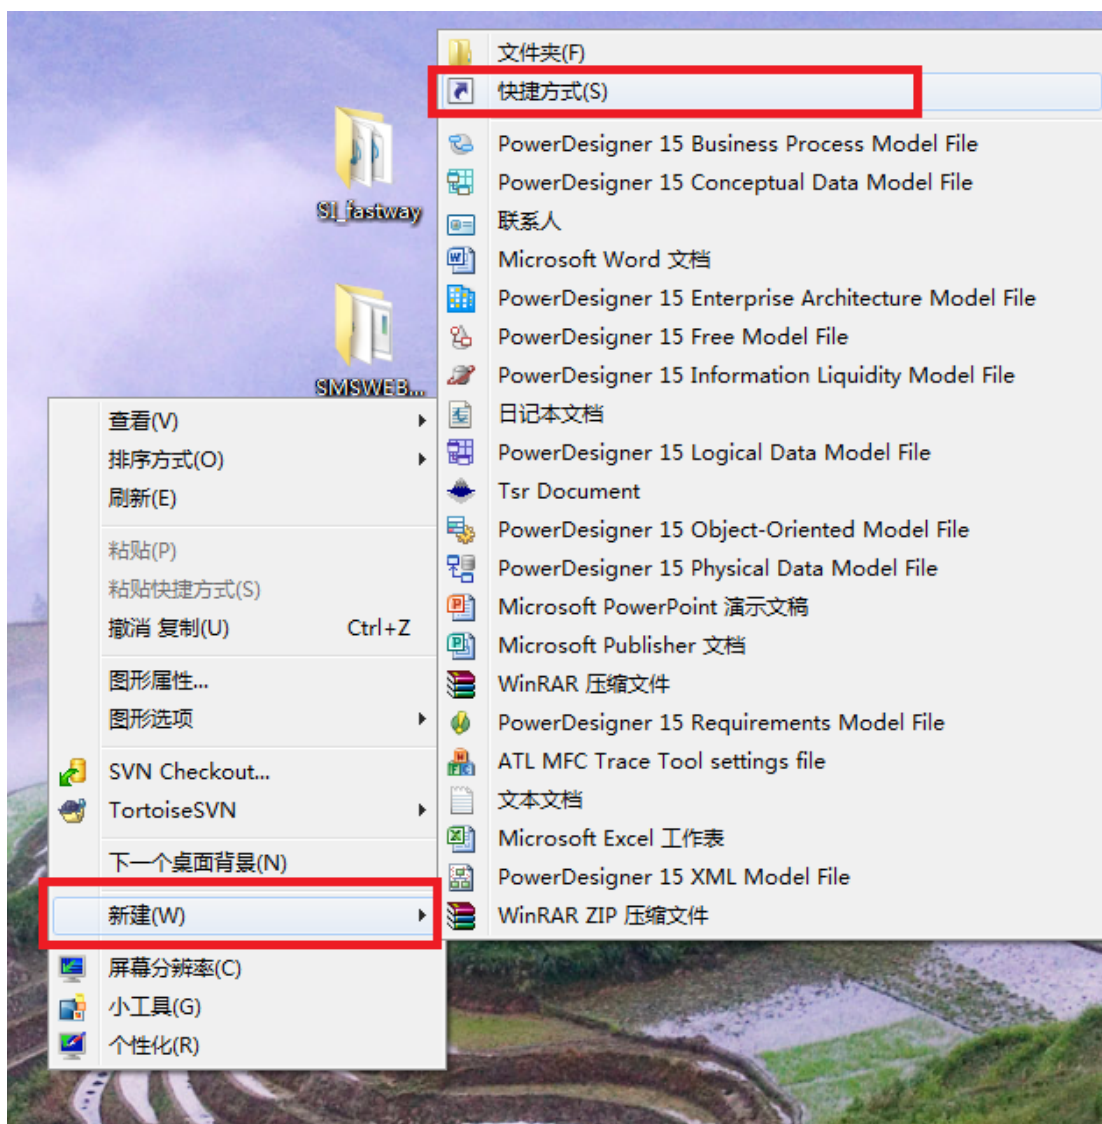 文件夹(F)
快捷方式(S)
PowerDesigner 15 Business Process Model File
PowerDesigner 15 Conceptual Data Model File
联系人
Microsoft Word 文档
PowerDesigner 15 Enterprise Architecture Model File
PowerDesigner 15 Free Model File
PowerDesigner 15 Information Liquidity Model File
日记本文档
PowerDesigner 15 Logical Data Model File
Tsr Document
PowerDesigner 15 Object-Oriented Model File
PowerDesigner 15 Physical Data Model File
Microsoft PowerPoint 演示文稿
Microsoft Publisher 文档
WinRAR 压缩文件
PowerDesigner 15 Requirements Model File
ATL MFC Trace Tool settings file
文本文档
Microsoft Excel 工作表
PowerDesigner 15 XML Model File
WinRAR ZIP 压缩文件
SI_fastway
SMSWEB...
查看(V)
排序方式(O)
刷新(E)
粘贴(P)
粘贴快捷方式(S)
撤消 复制(U) Ctrl+Z
图形属性...
图形选项
SVN Checkout...
TortoiseSVN
下一个桌面背景(N)
新建(W)
屏幕分辨率(C)
小工具(G)
个性化(R)